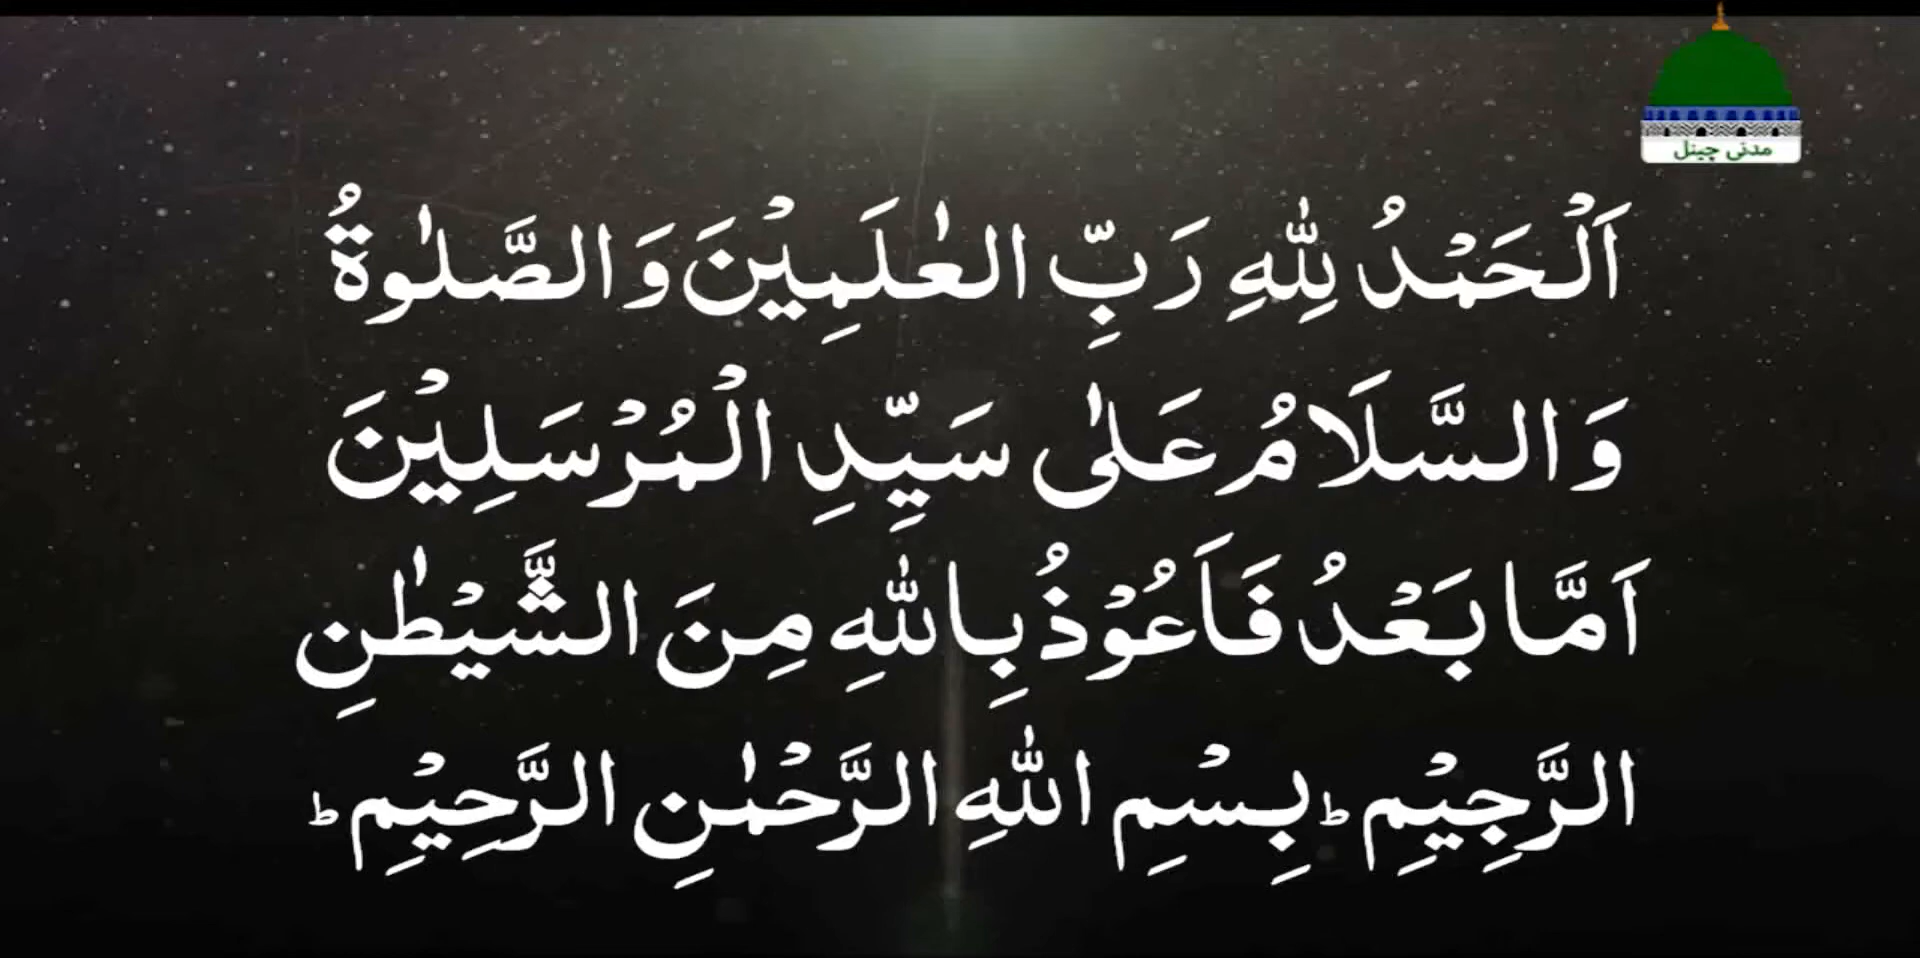 مدنی چینل
اَلْحَمْدُ لِلّٰهِ رَبِّ الْعٰلَمِیْنَ وَالصَّلٰوةُ
وَالسَّلَامُ عَلٰی سَیِّدِ الْمُرْسَلِیْنَ
اَمَّا بَعْدُ فَاَعُوْذُ بِاللّٰهِ مِنَ الشَّیْطٰنِ
الرَّجِیْمِ ؕ بِسْمِ اللّٰهِ الرَّحْمٰنِ الرَّحِیْمِ ؕ